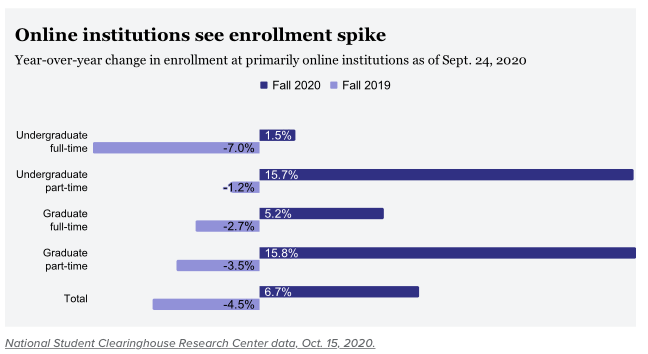 Online institutions see enrollment spike
Year-over-year change in enrollment at primarily online institutions as of Sept. 24, 2020
Fall 2020 Fall 2019
Undergraduate
full-time
1.5%
-7.0%
Undergraduate
part-time
15.7%
-1.2%
Graduate
full-time
5.2%
-2.7%
Graduate
part-time
15.8%
-3.5%
Total
6.7%
-4.5%
National Student Clearinghouse Research Center data, Oct. 15, 2020.